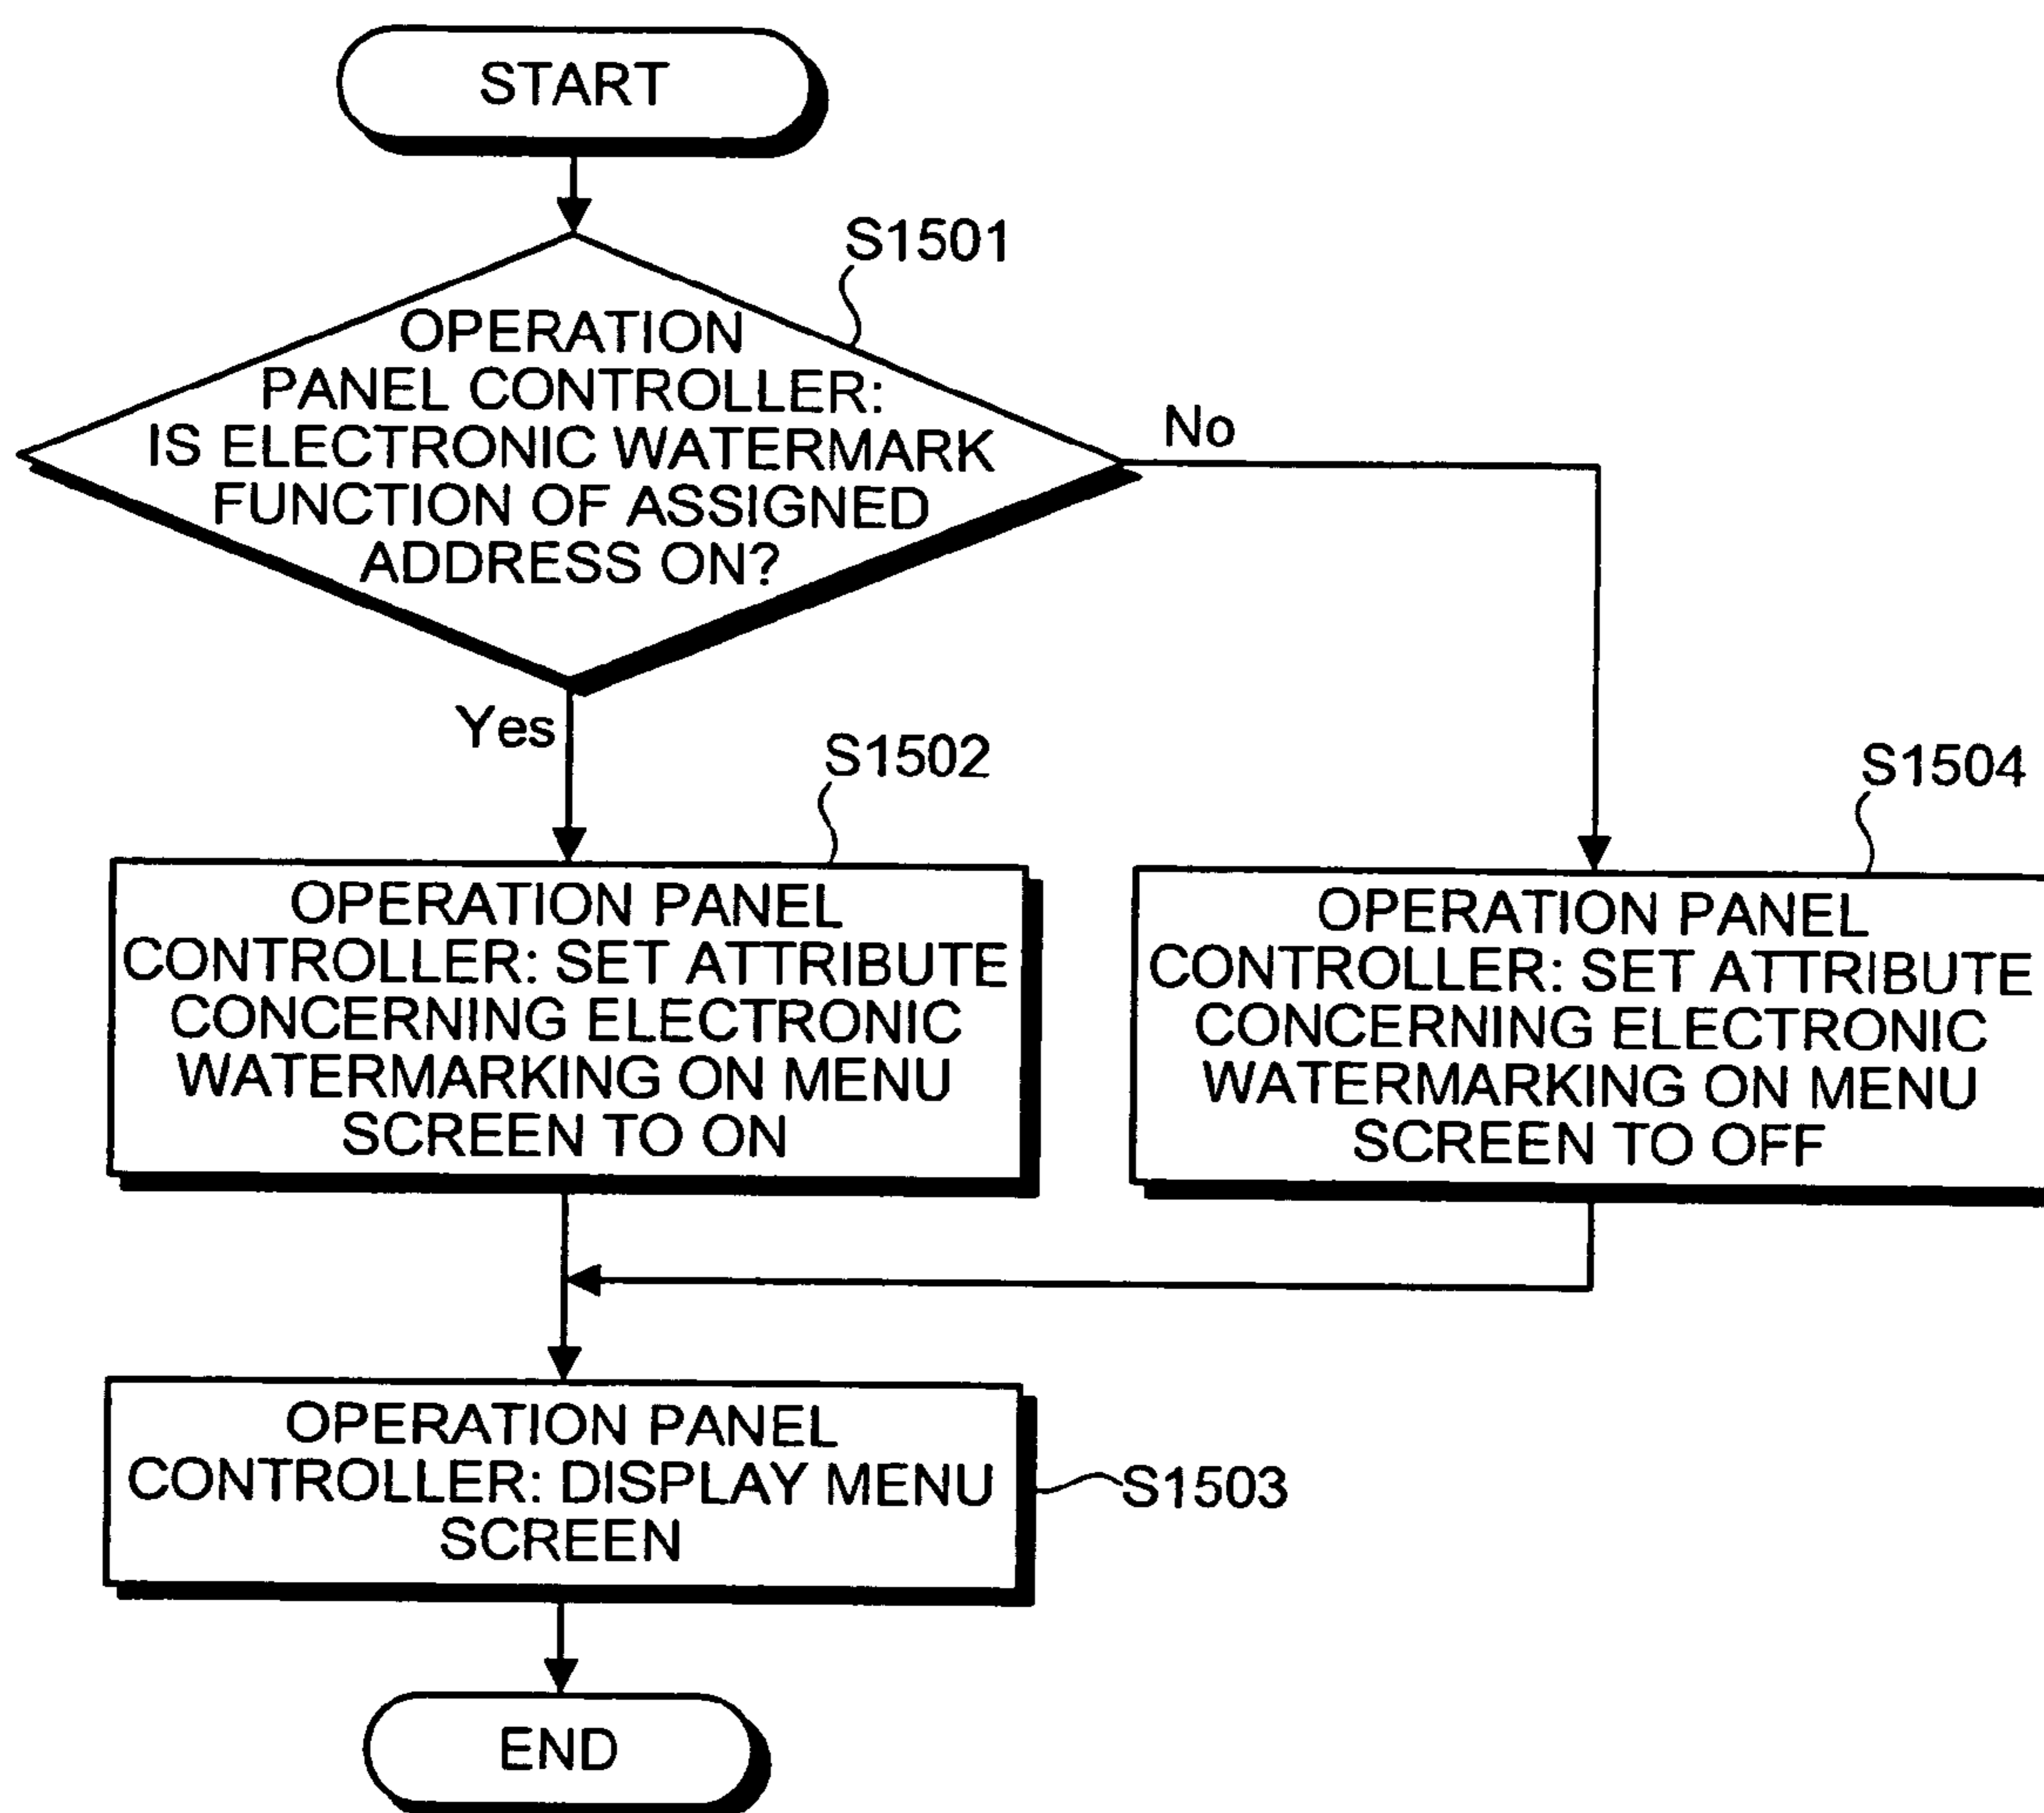 START
S1501
OPERATION
PANEL CONTROLLER:
IS ELECTRONIC WATERMARK
FUNCTION OF ASSIGNED
ADDRESS ON?
No
Yes
S1502
OPERATION PANEL
CONTROLLER: SET ATTRIBUTE
CONCERNING ELECTRONIC
WATERMARKING ON MENU
SCREEN TO ON
S1504
OPERATION PANEL
CONTROLLER: SET ATTRIBUTE
CONCERNING ELECTRONIC
WATERMARKING ON MENU
SCREEN TO OFF
OPERATION PANEL
CONTROLLER: DISPLAY MENU
SCREEN
S1503
END